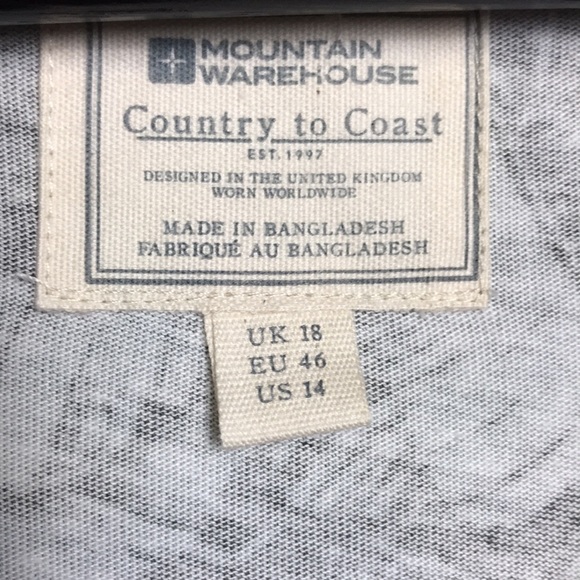 MOUNTAIN
WAREHOUSE
Country to Coast
EST. 1997
DESIGNED IN THE UNITED KINGDOM
WORN WORLDWIDE
MADE IN BANGLADESH
FABRIQUÉ AU BANGLADESH
UK 18
EU 46
US 14